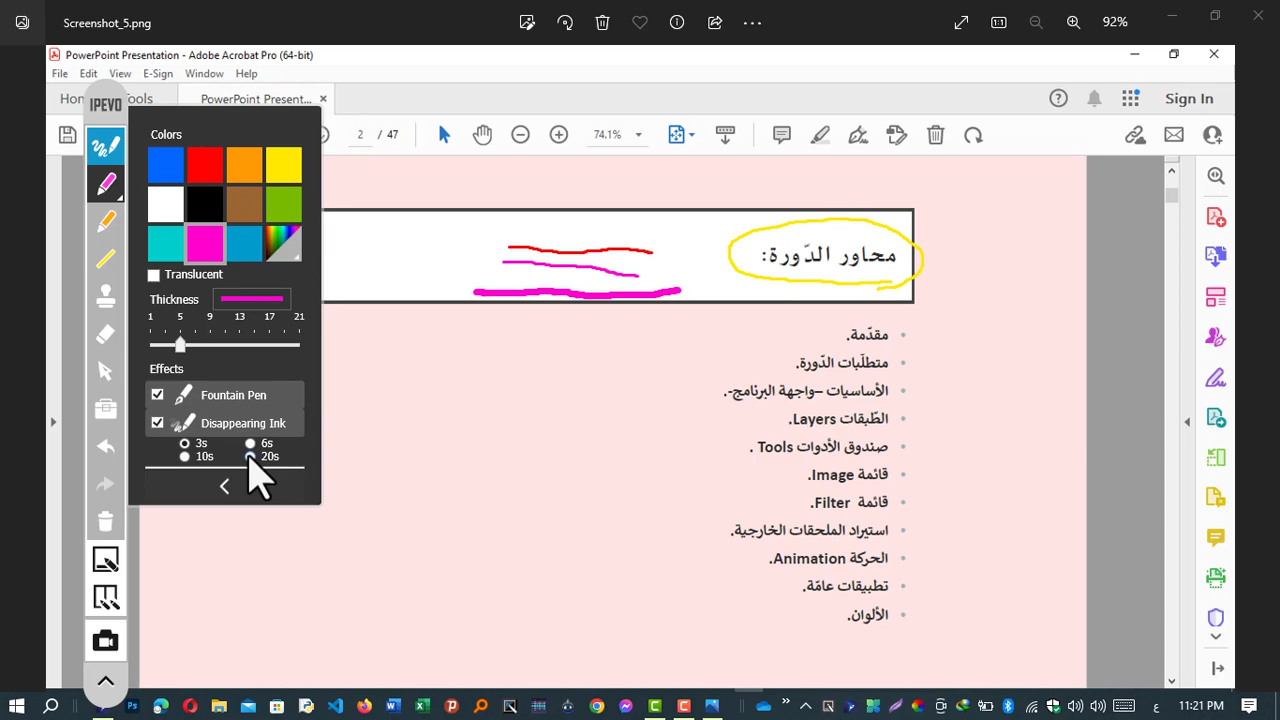 Screenshot_5.png
92%
PowerPoint Presentation - Adobe Acrobat Pro (64-bit)
File Edit View E-Sign Window Help
IPEVO
PowerPoint Present... ×
Sign In
2 / 47
74.1%
Colors
Translucent
Thickness
1 5 9 13 17 21
Effects
Fountain Pen
Disappearing Ink
3s 6s
10s 20s
محاور الدّورة:
• مقدّمة.
• متطلّبات الدّورة.
• الأساسيات –واجهة البرنامج-.
• الطّبقات Layers.
• صندوق الأدوات Tools .
• قائمة Image.
• قائمة Filter.
• استيراد الملحقات الخارجية.
• الحركة Animation.
• تطبيقات عامّة.
• الألوان.
11:21 PM